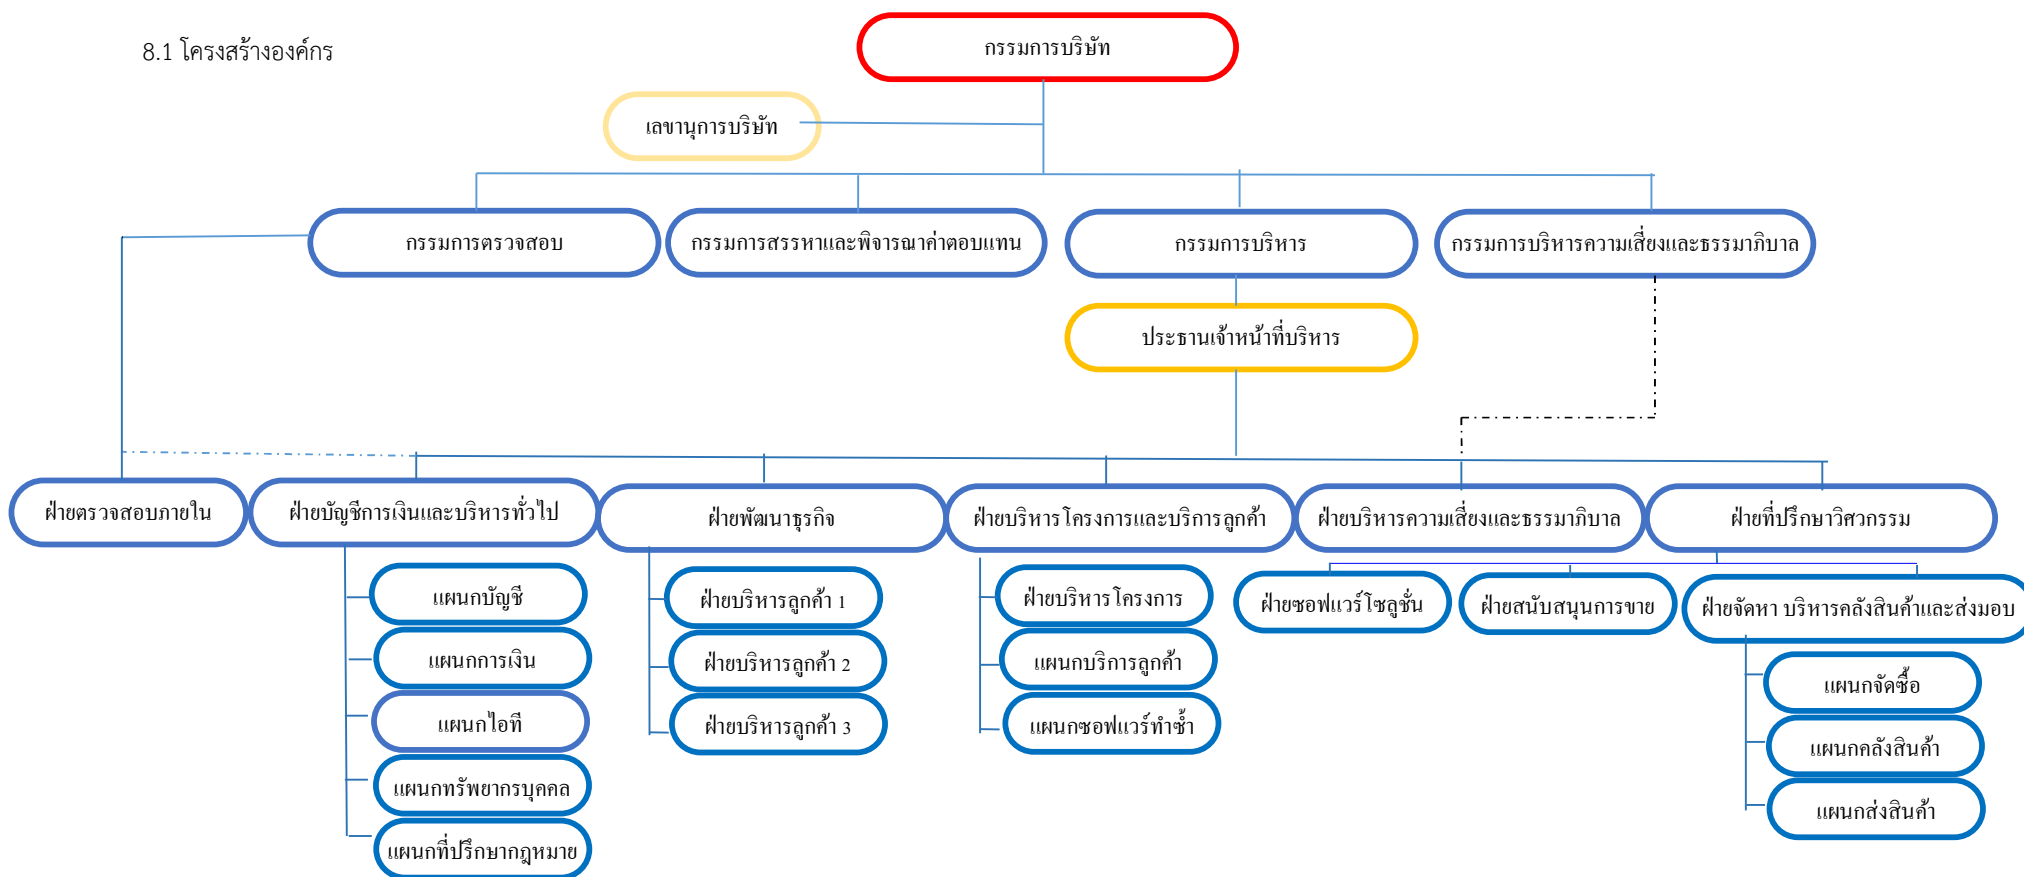 8.1 โครงสร้างองค์กร
กรรมการบริษัท
เลขานุการบริษัท
กรรมการตรวจสอบ
กรรมการสรรหาและพิจารณาค่าตอบแทน
กรรมการบริหาร
กรรมการบริหารความเสี่ยงและธรรมาภิบาล
ประธานเจ้าหน้าที่บริหาร
ฝ่ายตรวจสอบภายใน
ฝ่ายบัญชีการเงินและบริหารทั่วไป
ฝ่ายพัฒนาธุรกิจ
ฝ่ายบริหารโครงการและบริการลูกค้า
ฝ่ายบริหารความเสี่ยงและธรรมาภิบาล
ฝ่ายที่ปรึกษาวิศวกรรม
แผนกบัญชี
แผนกการเงิน
แผนกไอที
แผนกทรัพยากรบุคคล
แผนกที่ปรึกษากฎหมาย
ฝ่ายบริหารลูกค้า 1
ฝ่ายบริหารลูกค้า 2
ฝ่ายบริหารลูกค้า 3
ฝ่ายบริหารโครงการ
แผนกบริการลูกค้า
แผนกซอฟแวร์ทำซ้ำ
ฝ่ายซอฟแวร์โซลูชั่น
ฝ่ายสนับสนุนการขาย
ฝ่ายจัดหา บริหารคลังสินค้าและส่งมอบ
แผนกจัดซื้อ
แผนกคลังสินค้า
แผนกส่งสินค้า